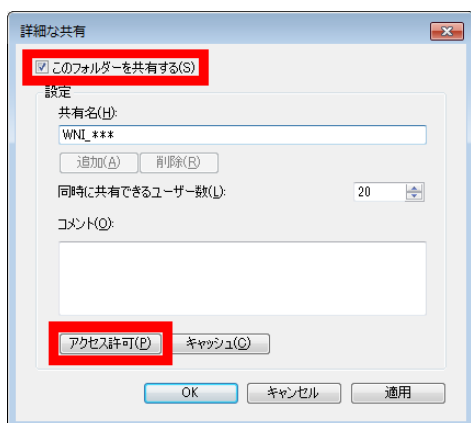 詳細な共有
このフォルダーを共有する(S)
設定
共有名(H):
WNI_***
追加(A) 削除(R)
同時に共有できるユーザー数(L): 20
コメント(O):
アクセス許可(P) キャッシュ(C)
OK キャンセル 適用